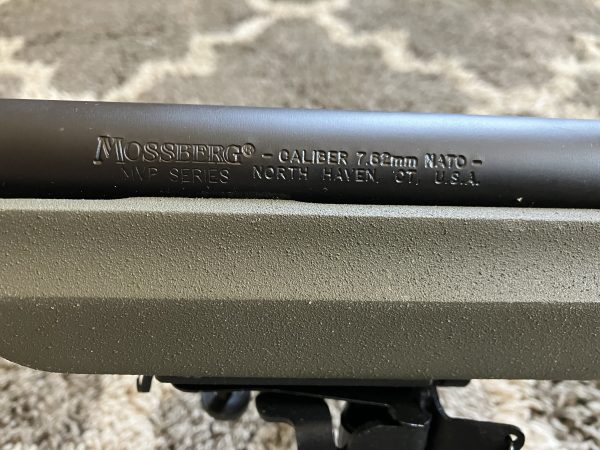 MOSSBERG® - CALIBER 7.62mm NATO -
MVP SERIES NORTH HAVEN, CT, U.S.A.